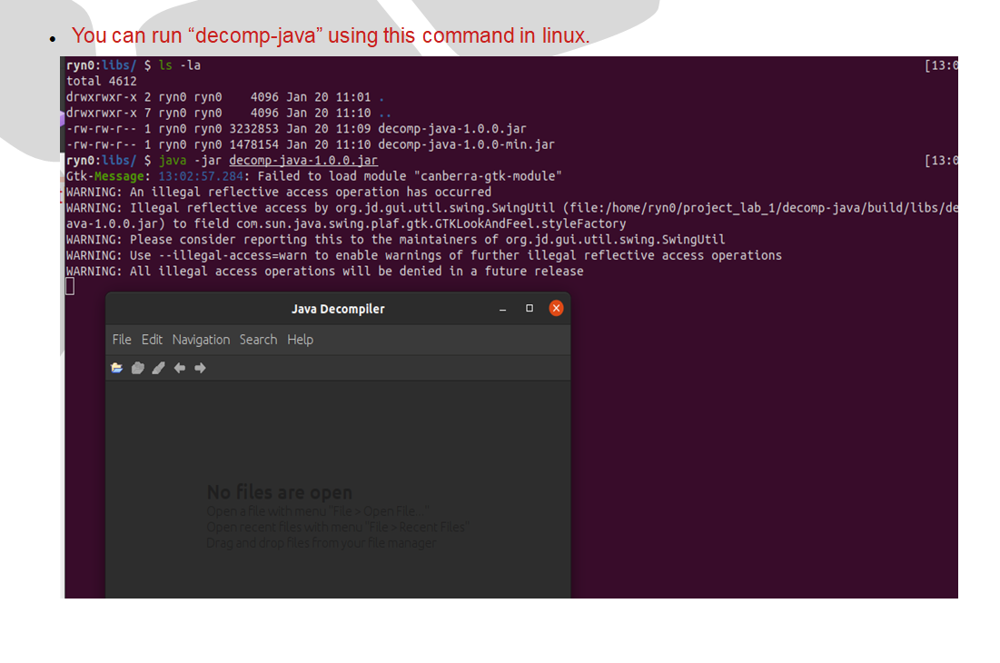 • You can run “decomp-java” using this command in linux.
ryn0:libs/ $ ls -la [13:0
total 4612
drwxrwxr-x 2 ryn0 ryn0    4096 Jan 20 11:01 .
drwxrwxr-x 7 ryn0 ryn0    4096 Jan 20 11:10 ..
-rw-rw-r-- 1 ryn0 ryn0 3232853 Jan 20 11:09 decomp-java-1.0.0.jar
-rw-rw-r-- 1 ryn0 ryn0 1478154 Jan 20 11:10 decomp-java-1.0.0-min.jar
ryn0:libs/ $ java -jar decomp-java-1.0.0.jar [13:0
Gtk-Message: 13:02:57.284: Failed to load module "canberra-gtk-module"
WARNING: An illegal reflective access operation has occurred
WARNING: Illegal reflective access by org.jd.gui.util.swing.SwingUtil (file:/home/ryn0/project_lab_1/decomp-java/build/libs/de
ava-1.0.0.jar) to field com.sun.java.swing.plaf.gtk.GTKLookAndFeel.styleFactory
WARNING: Please consider reporting this to the maintainers of org.jd.gui.util.swing.SwingUtil
WARNING: Use --illegal-access=warn to enable warnings of further illegal reflective access operations
WARNING: All illegal access operations will be denied in a future release
Java Decompiler
File Edit Navigation Search Help
No files are open
Open a file with menu "File > Open File..."
Open recent files with menu "File > Recent Files"
Drag and drop files from your file manager